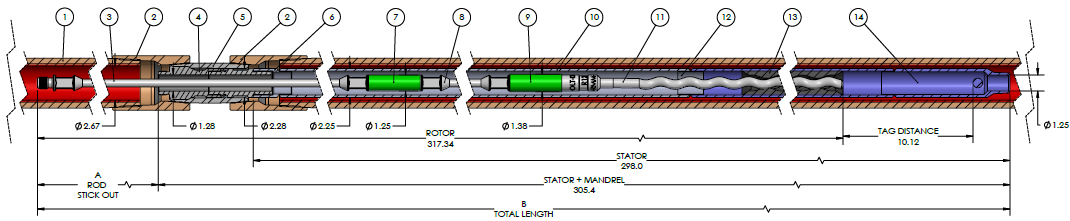 1 3 2 4 5 2 6 7 8 9 10 11 12 13 14
Ø 2.67 Ø 1.28 Ø 2.28 Ø 2.25 Ø 1.25 Ø 1.38 Ø 1.25
ROTOR
317.34
TAG DISTANCE
10.12
STATOR
298.0
A
ROD
STICK OUT
STATOR + MANDREL
305.4
B
TOTAL LENGTH